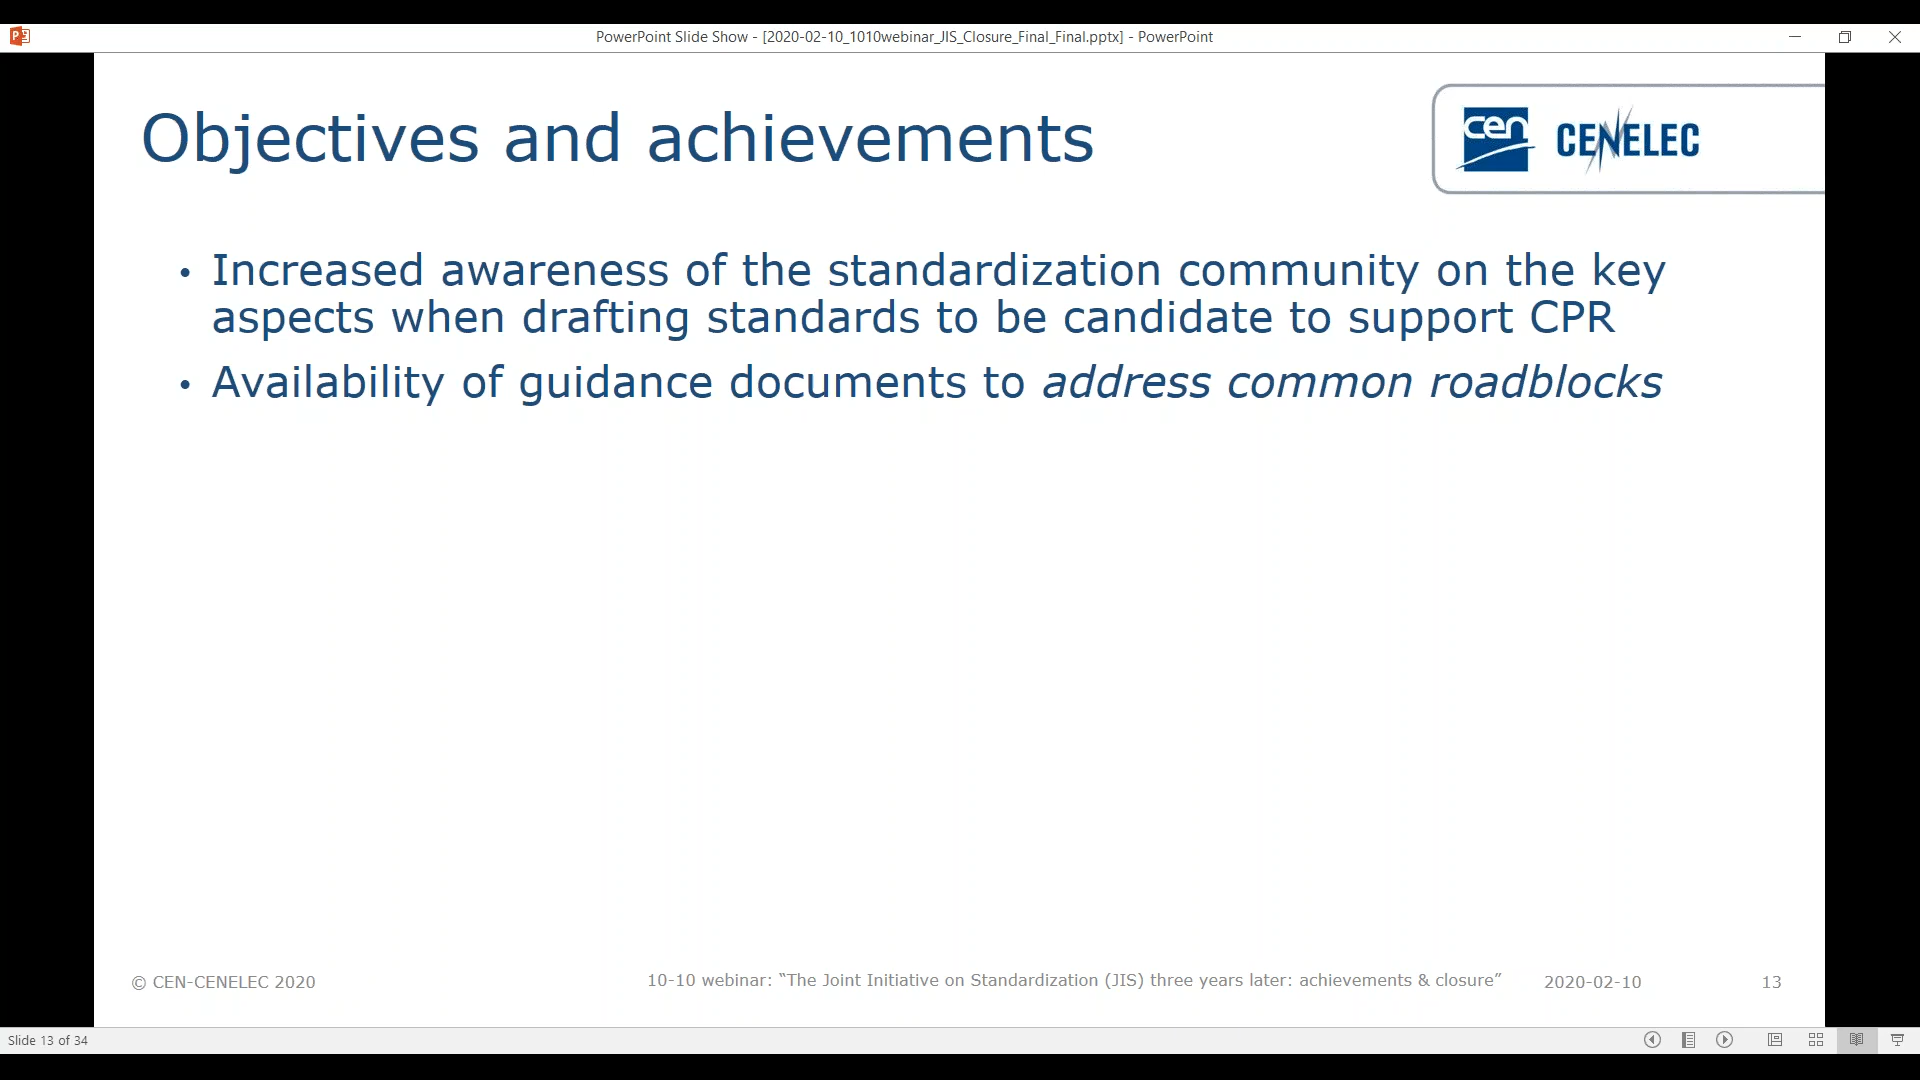 PowerPoint Slide Show - [2020-02-10_1010webinar_JIS_Closure_Final_Final.pptx] - PowerPoint
Objectives and achievements
cen CENELEC
• Increased awareness of the standardization community on the key
aspects when drafting standards to be candidate to support CPR
• Availability of guidance documents to address common roadblocks
© CEN-CENELEC 2020
10-10 webinar: “The Joint Initiative on Standardization (JIS) three years later: achievements & closure”
2020-02-10
13
Slide 13 of 34